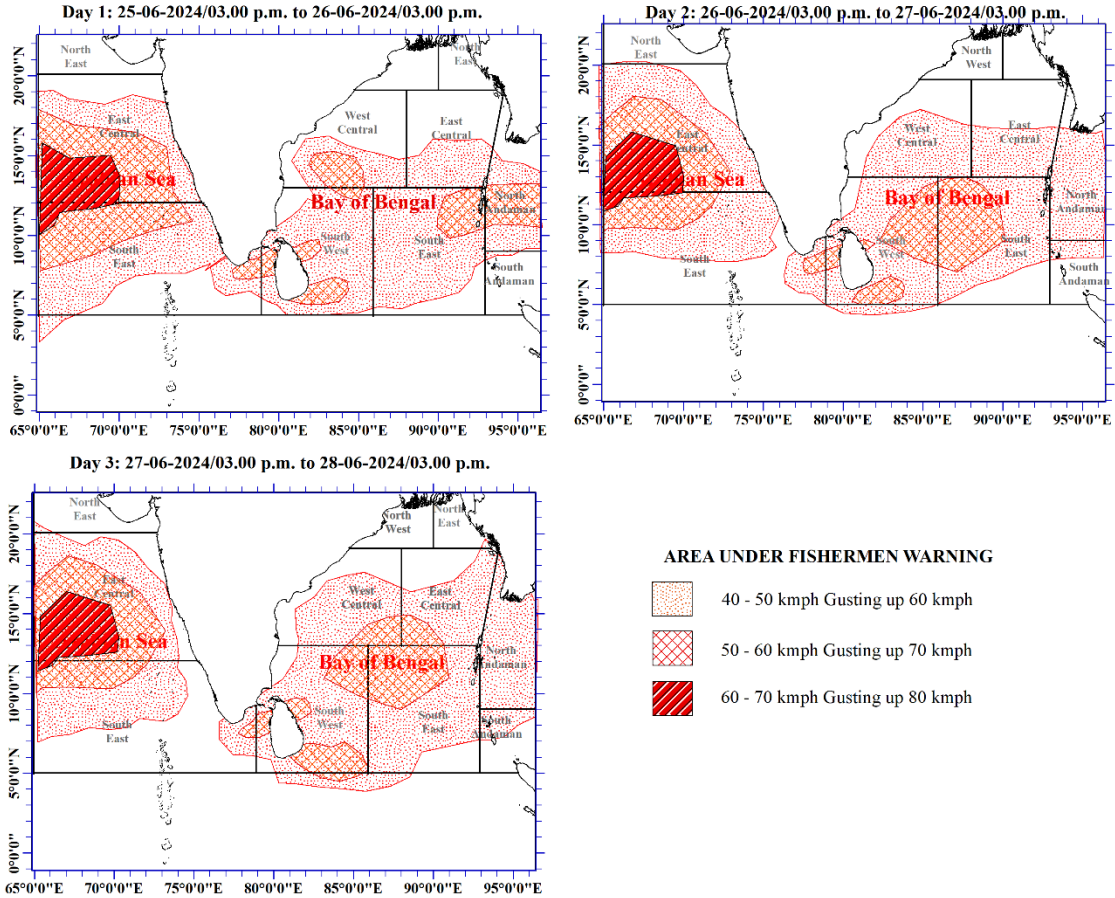 Day 1: 25-06-2024/03.00 p.m. to 26-06-2024/03.00 p.m.
North East
North East
West Central
East Central
East Central
an Sea
Bay of Bengal
North Andaman
South East
South West
South East
South Andaman
20°0'0"N
15°0'0"N
10°0'0"N
5°0'0"N
0°0'0"
65°0'0"E 70°0'0"E 75°0'0"E 80°0'0"E 85°0'0"E 90°0'0"E 95°0'0"E
Day 2: 26-06-2024/03.00 p.m. to 27-06-2024/03.00 p.m.
North East
North West
East Central
West Central
East Central
an Sea
Bay of Bengal
North Andaman
South East
South West
South East
South Andaman
20°0'0"N
15°0'0"N
10°0'0"N
5°0'0"N
0°0'0"
65°0'0"E 70°0'0"E 75°0'0"E 80°0'0"E 85°0'0"E 90°0'0"E 95°0'0"E
Day 3: 27-06-2024/03.00 p.m. to 28-06-2024/03.00 p.m.
North East
North West
North East
East Central
West Central
East Central
n Sea
Bay of Bengal
North Andaman
South East
South West
South East
South Andaman
20°0'0"N
15°0'0"N
10°0'0"N
5°0'0"N
0°0'0"
65°0'0"E 70°0'0"E 75°0'0"E 80°0'0"E 85°0'0"E 90°0'0"E 95°0'0"E
AREA UNDER FISHERMEN WARNING
40 - 50 kmph Gusting up 60 kmph
50 - 60 kmph Gusting up 70 kmph
60 - 70 kmph Gusting up 80 kmph